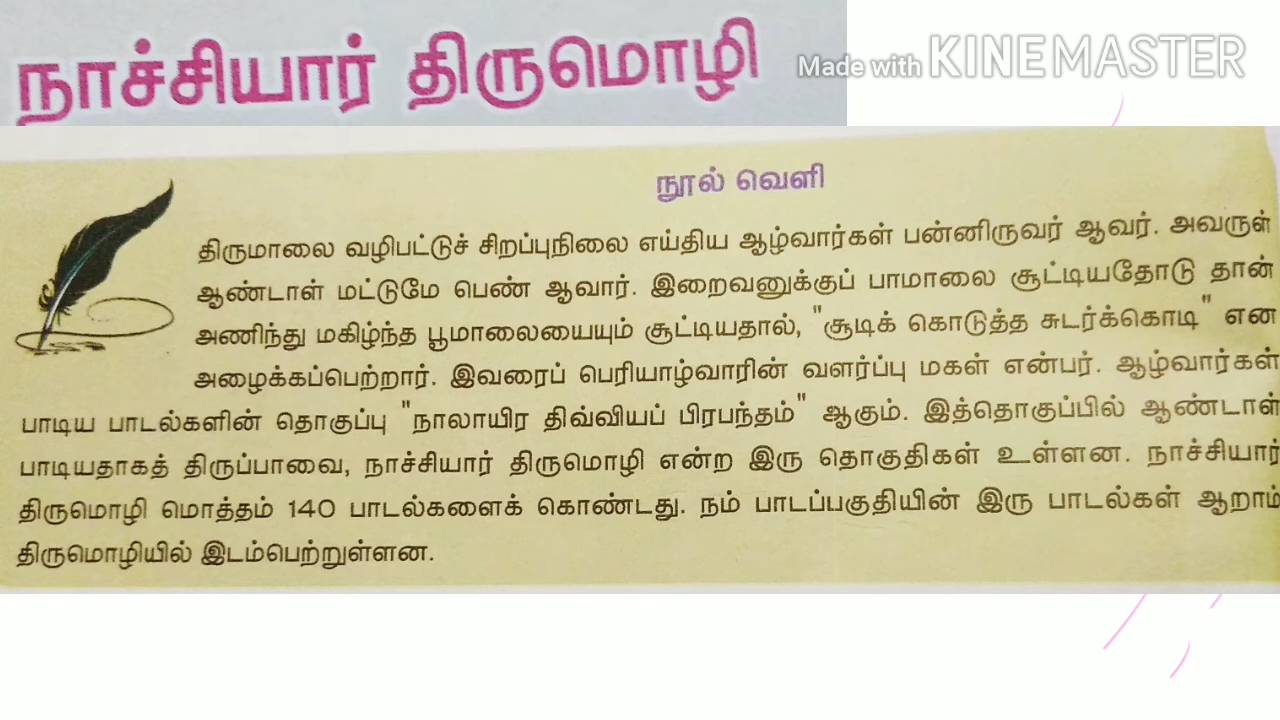 நாச்சியார் திருமொழி
Made with KINEMASTER
நூல் வெளி
திருமாலை வழிபட்டுச் சிறப்புநிலை எய்திய ஆழ்வார்கள் பன்னிருவர் ஆவர். அவருள்
ஆண்டாள் மட்டுமே பெண் ஆவார். இறைவனுக்குப் பாமாலை சூட்டியதோடு தான்
அணிந்து மகிழ்ந்த பூமாலையையும் சூட்டியதால், "சூடிக் கொடுத்த சுடர்க்கொடி" என
அழைக்கப்பெற்றார். இவரைப் பெரியாழ்வாரின் வளர்ப்பு மகள் என்பர். ஆழ்வார்கள்
பாடிய பாடல்களின் தொகுப்பு "நாலாயிர திவ்வியப் பிரபந்தம்" ஆகும். இத்தொகுப்பில் ஆண்டாள்
பாடியதாகத் திருப்பாவை, நாச்சியார் திருமொழி என்ற இரு தொகுதிகள் உள்ளன. நாச்சியார்
திருமொழி மொத்தம் 140 பாடல்களைக் கொண்டது. நம் பாடப்பகுதியின் இரு பாடல்கள் ஆறாம்
திருமொழியில் இடம்பெற்றுள்ளன.